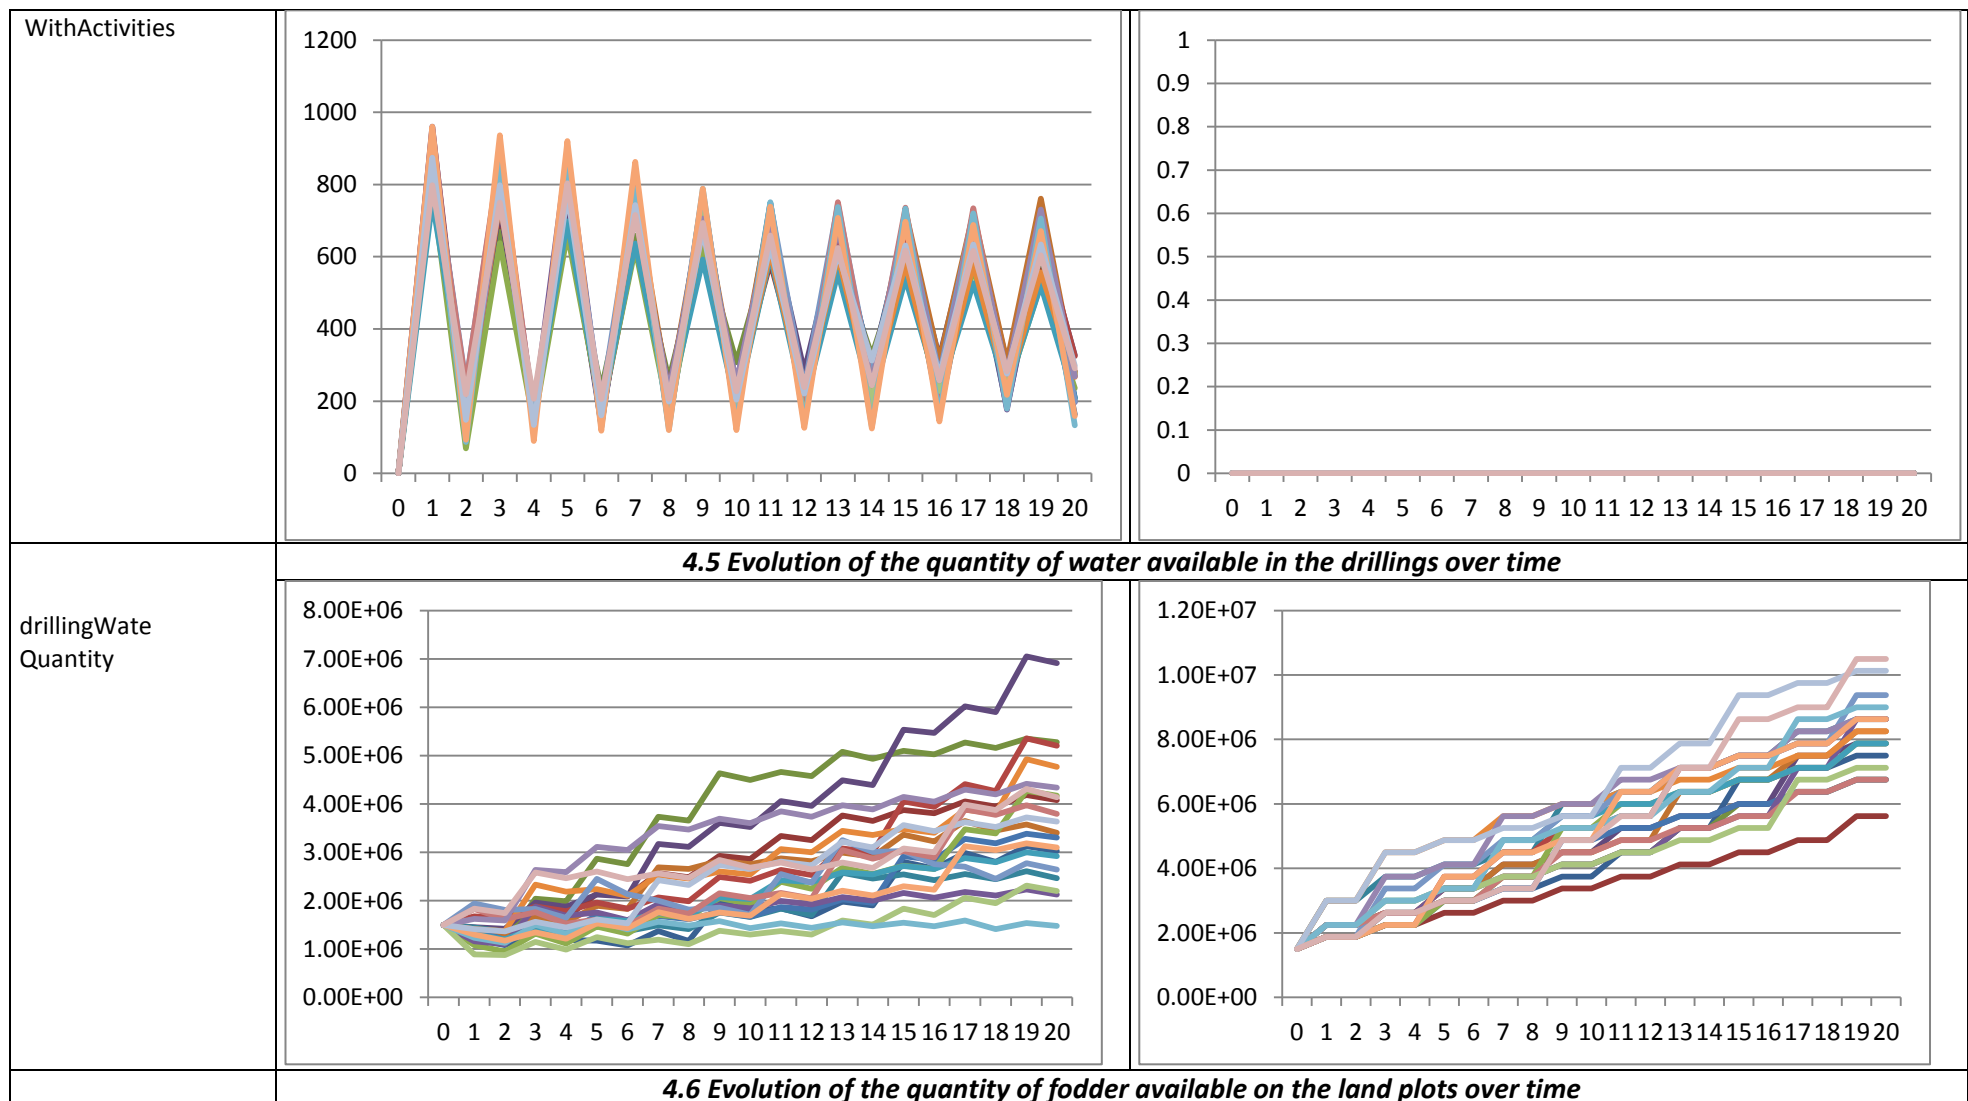 WithActivities
1200
1000
800
600
400
200
0
0 1 2 3 4 5 6 7 8 9 10 11 12 13 14 15 16 17 18 19 20
1
0.9
0.8
0.7
0.6
0.5
0.4
0.3
0.2
0.1
0
0 1 2 3 4 5 6 7 8 9 10 11 12 13 14 15 16 17 18 19 20
4.5 Evolution of the quantity of water available in the drillings over time
drillingWate
Quantity
8.00E+06
7.00E+06
6.00E+06
5.00E+06
4.00E+06
3.00E+06
2.00E+06
1.00E+06
0.00E+00
0 1 2 3 4 5 6 7 8 9 10 11 12 13 14 15 16 17 18 19 20
1.20E+07
1.00E+07
8.00E+06
6.00E+06
4.00E+06
2.00E+06
0.00E+00
0 1 2 3 4 5 6 7 8 9 10 11 12 13 14 15 16 17 18 19 20
4.6 Evolution of the quantity of fodder available on the land plots over time